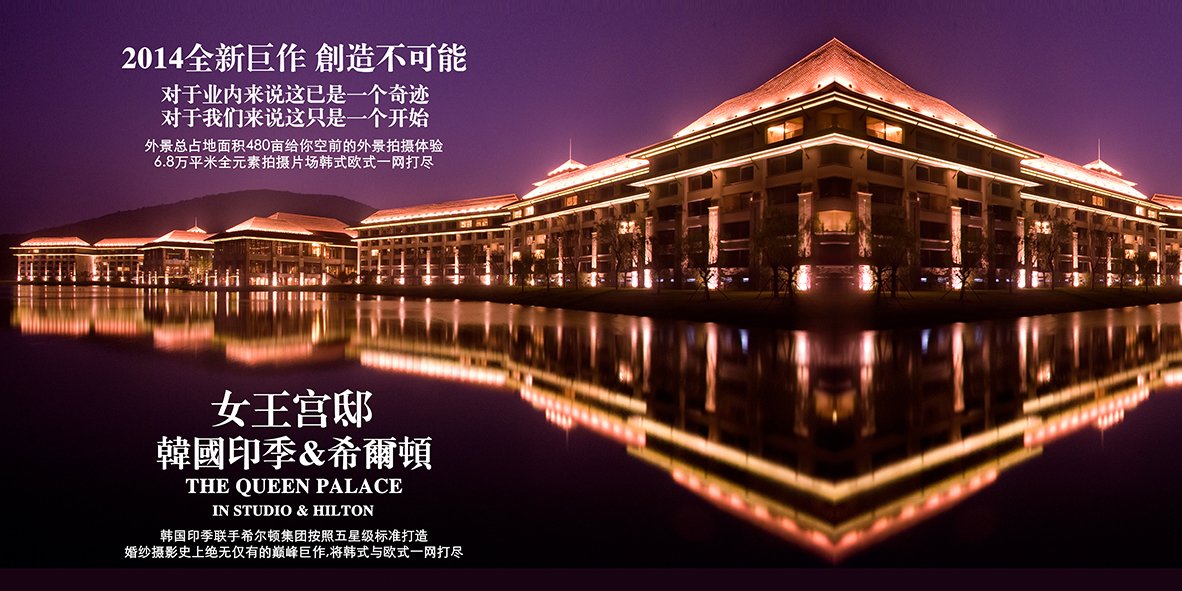 2014全新巨作 創造不可能
对于业内来说这已是一个奇迹
对于我们来说这只是一个开始
外景总占地面积480亩给你空前的外景拍摄体验
6.8万平米全元素拍摄片场韩式欧式一网打尽
女王宫邸
韓國印季&希爾頓
THE QUEEN PALACE
IN STUDIO & HILTON
韩国印季联手希尔顿集团按照五星级标准打造
婚纱摄影史上绝无仅有的巅峰巨作,将韩式与欧式一网打尽